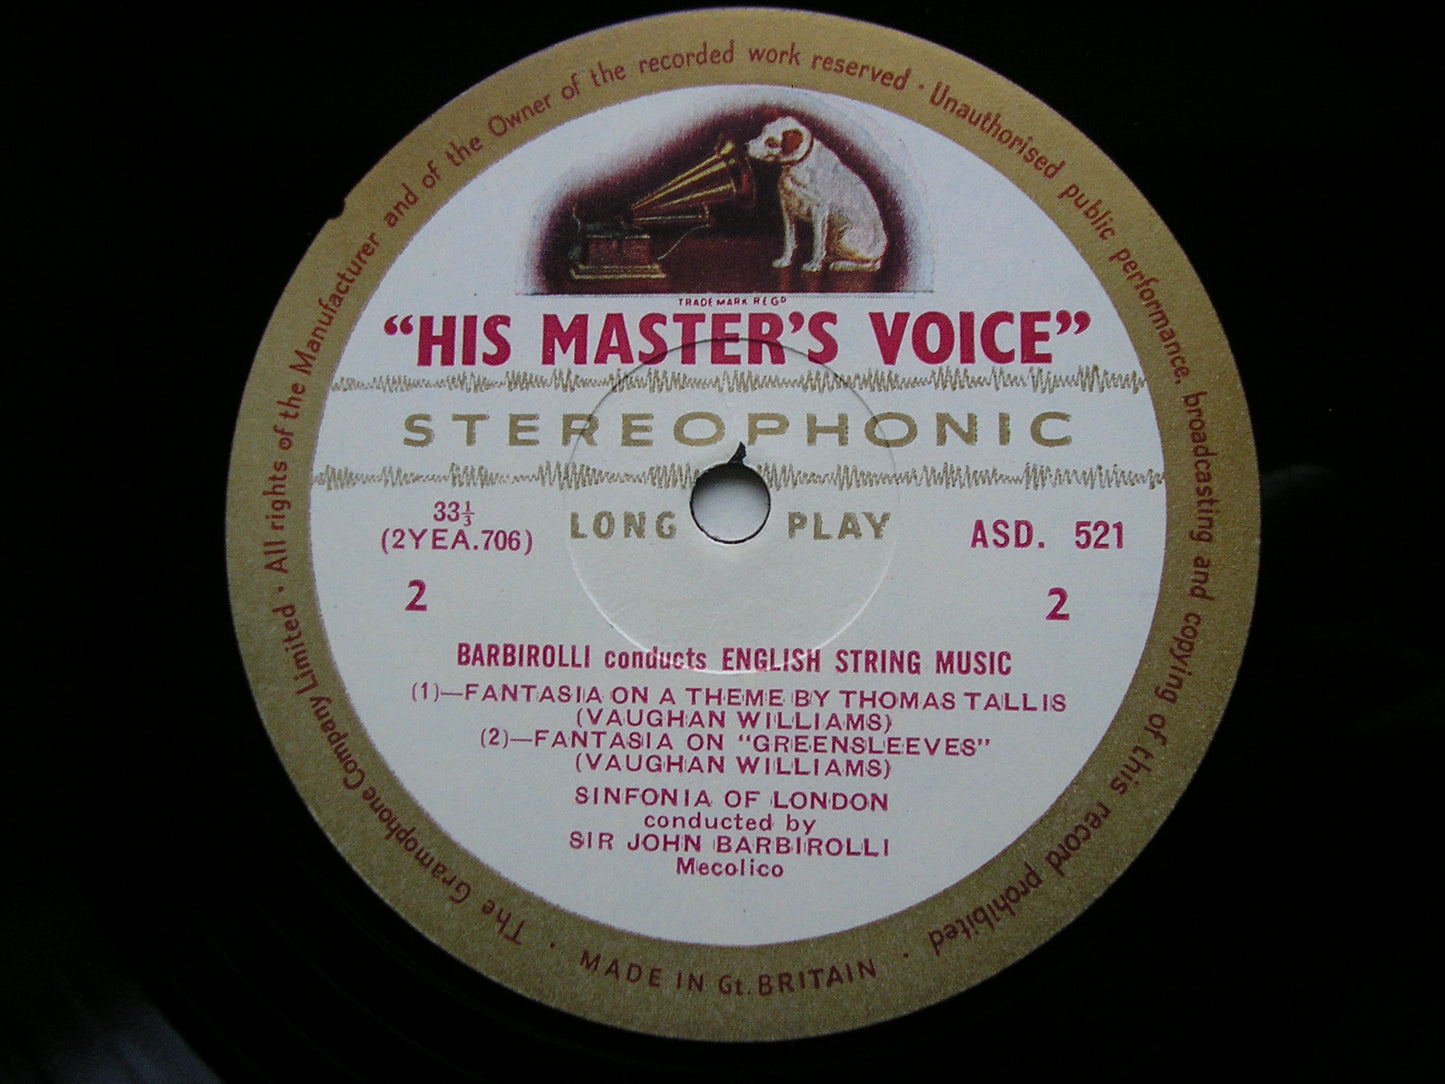 The Gramophone Company Limited · All rights of the Manufacturer and of the Owner of the recorded work reserved · Unauthorised public performance, broadcasting and copying of this record prohibited ·
TRADE MARK REGD
“HIS MASTER’S VOICE”
STEREOPHONIC
33⅓
(2YEA.706)
LONG PLAY
ASD. 521
2
2
BARBIROLLI conducts ENGLISH STRING MUSIC
(1)—FANTASIA ON A THEME BY THOMAS TALLIS
(VAUGHAN WILLIAMS)
(2)—FANTASIA ON "GREENSLEEVES"
(VAUGHAN WILLIAMS)
SINFONIA OF LONDON
conducted by
SIR JOHN BARBIROLLI
Mecolico
· MADE IN Gt. BRITAIN ·